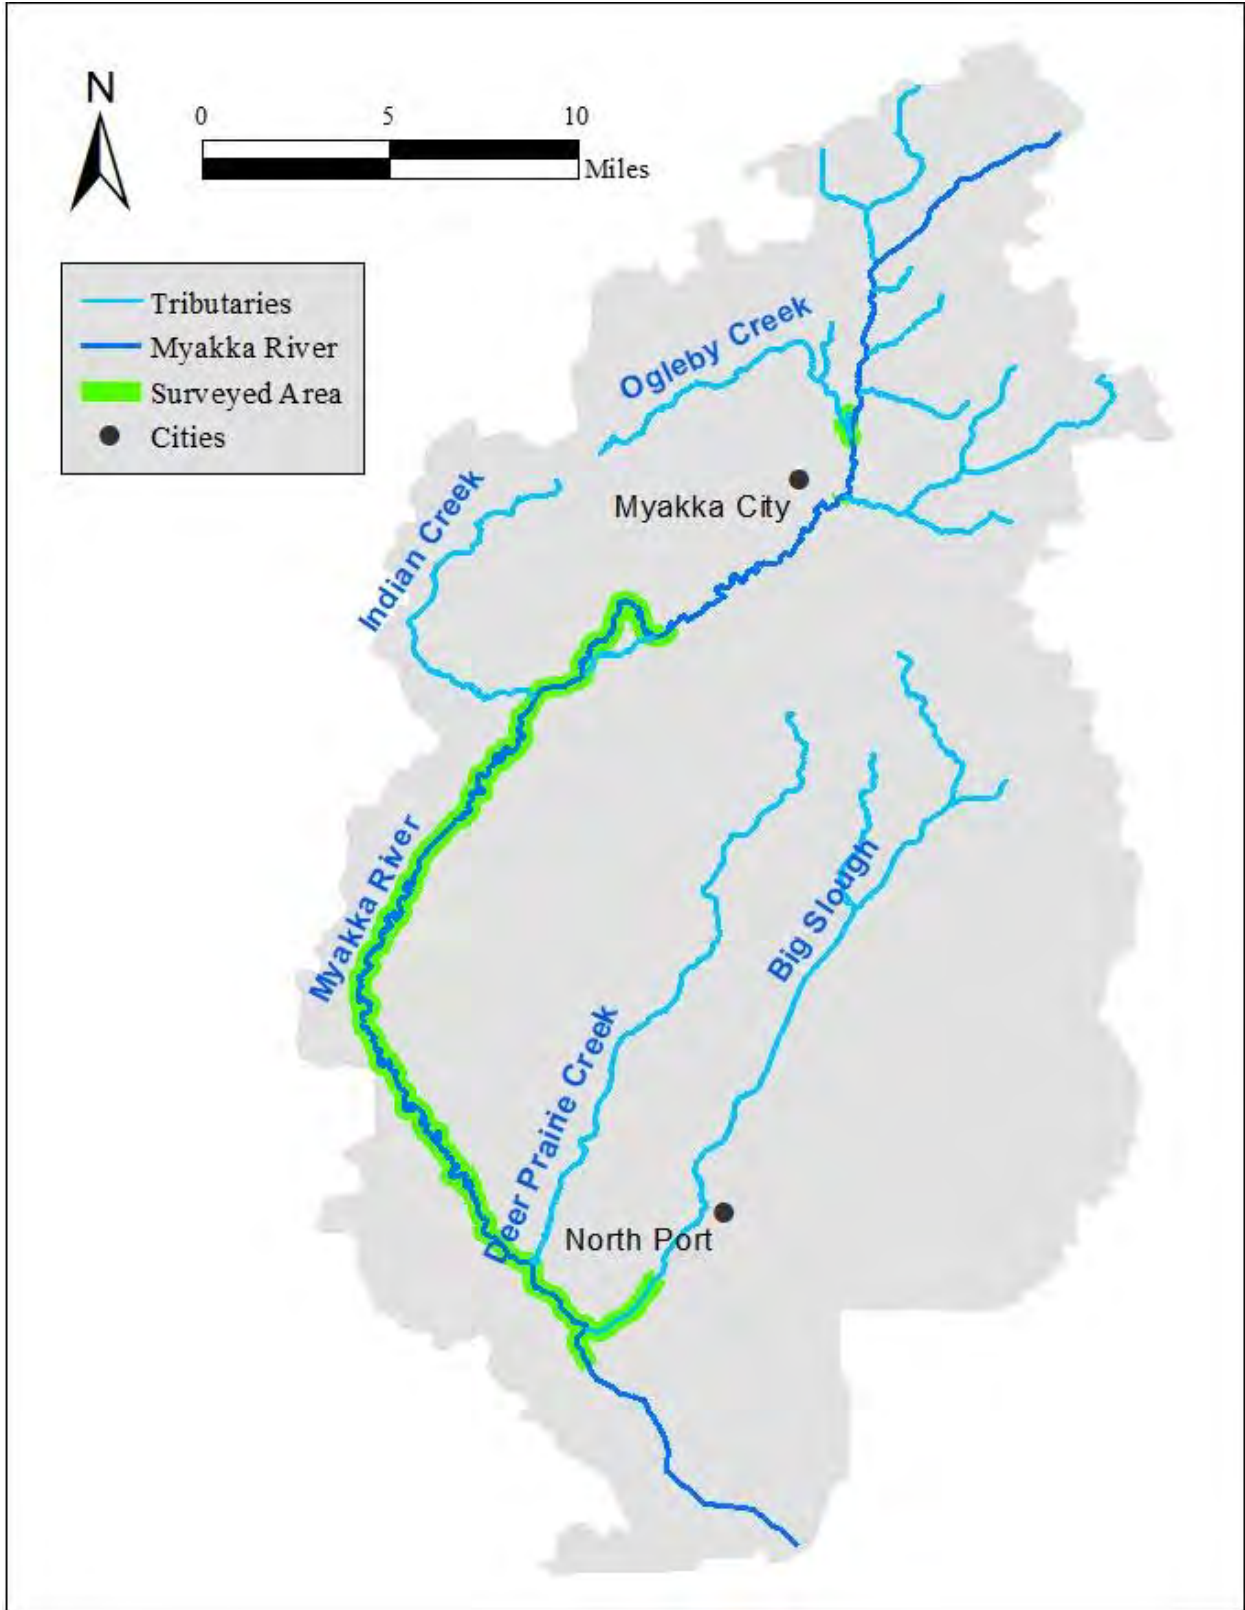 N
0 5 10
Miles
Tributaries
Myakka River
Surveyed Area
Cities
Ogleby Creek
Indian Creek
Myakka City
Myakka River
Big Slough
Deer Prairie Creek
North Port